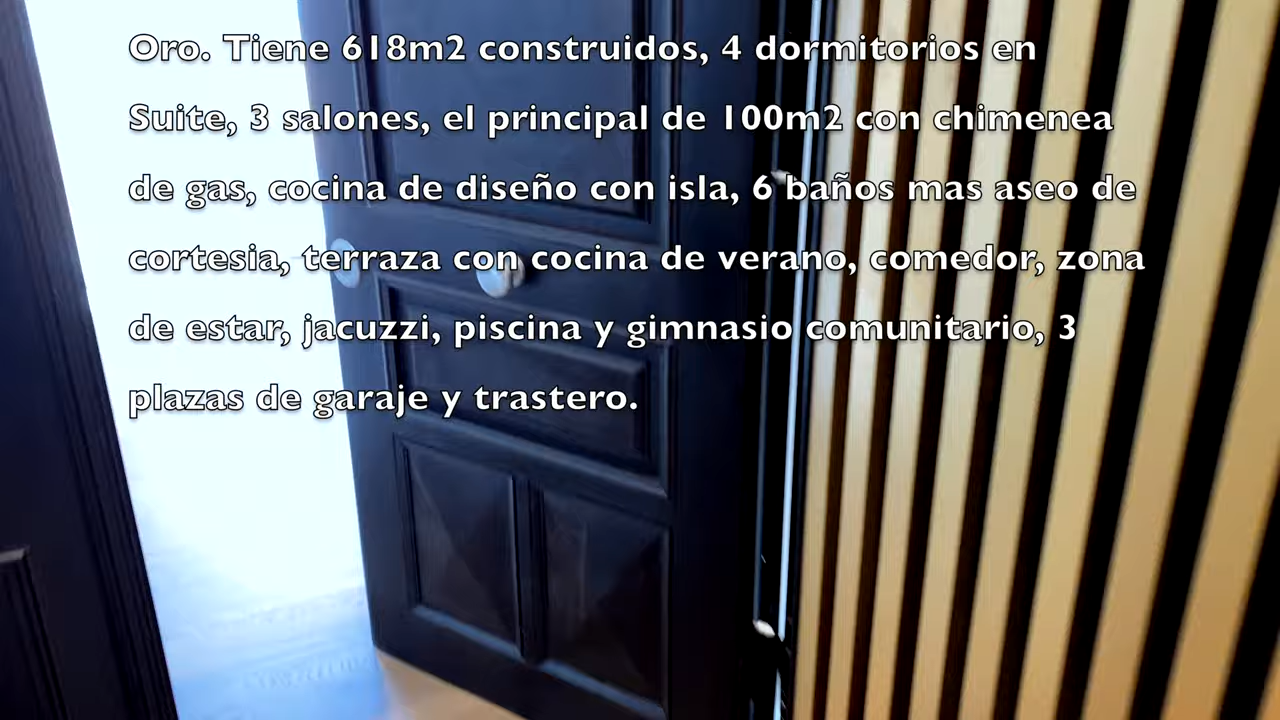 Oro. Tiene 618m2 construidos, 4 dormitorios en
Suite, 3 salones, el principal de 100m2 con chimenea
de gas, cocina de diseño con isla, 6 baños mas aseo de
cortesia, terraza con cocina de verano, comedor, zona
de estar, jacuzzi, piscina y gimnasio comunitario, 3
plazas de garaje y trastero.